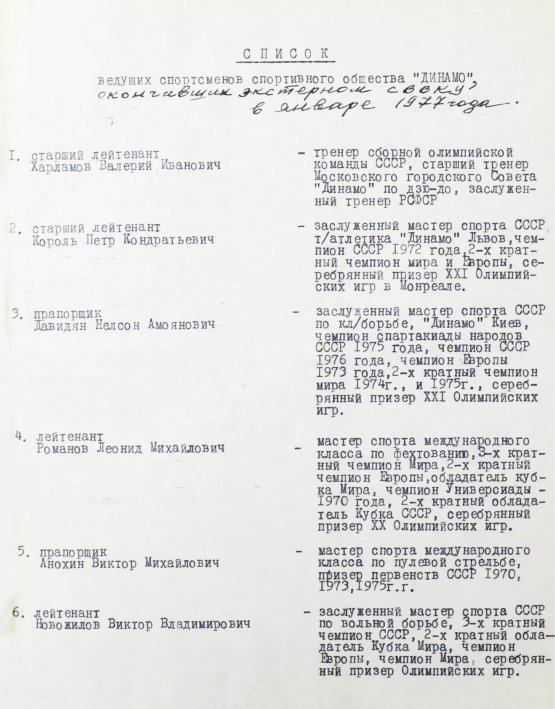 СПИСОК
ведущих спортсменов спортивного общества "ДИНАМО",
окончивших экстерном СВВКУ
в январе 1977 года.
I. старший лейтенант
Харламов Валерий Иванович
- тренер сборной олимпийской
команды СССР, старший тренер
Московского городского Совета
"Динамо" по дзю-до, заслужен-
ный тренер РСФСР
2. старший лейтенант
Король Петр Кондратьевич
- заслуженный мастер спорта СССР
т/атлетика "Динамо" Львов, чем-
пион СССР 1972 года, 2-х крат-
ный чемпион мира и Европы, се-
ребрянный призер XXI Олимпий-
ских игр в Монреале.
3. прапорщик
Давидян Нелсон Амоянович
- заслуженный мастер спорта СССР
по кл/борьбе, "Динамо" Киев,
чемпион спартакиады народов
СССР 1975 года, чемпион СССР
1976 года, чемпион Европы
1973 года, 2-х кратный чемпион
мира 1974г., и 1975г., сереб-
рянный призер XXI Олимпийских
игр.
4. лейтенант
Романов Леонид Михайлович
- мастер спорта международного
класса по фехтованию, 3-х крат-
ный чемпион Мира, 2-х кратный
чемпион Европы, обладатель куб-
ка Мира, чемпион Универсиады -
1970 года, 2-х кратный облада-
тель Кубка СССР, серебрянный
призер XX Олимпийских игр.
5. прапорщик
Анохин Виктор Михайлович
- мастер спорта международного
класса по пулевой стрельбе,
призер первенств СССР 1970,
1973, 1975г.г.
6. лейтенант
Новожилов Виктор Владимирович
- заслуженный мастер спорта СССР
по вольной борьбе, 3-х кратный
чемпион СССР, 2-х кратный обла-
датель Кубка Мира, чемпион
Европы, чемпион Мира, серебрян-
ный призер Олимпийских игр.